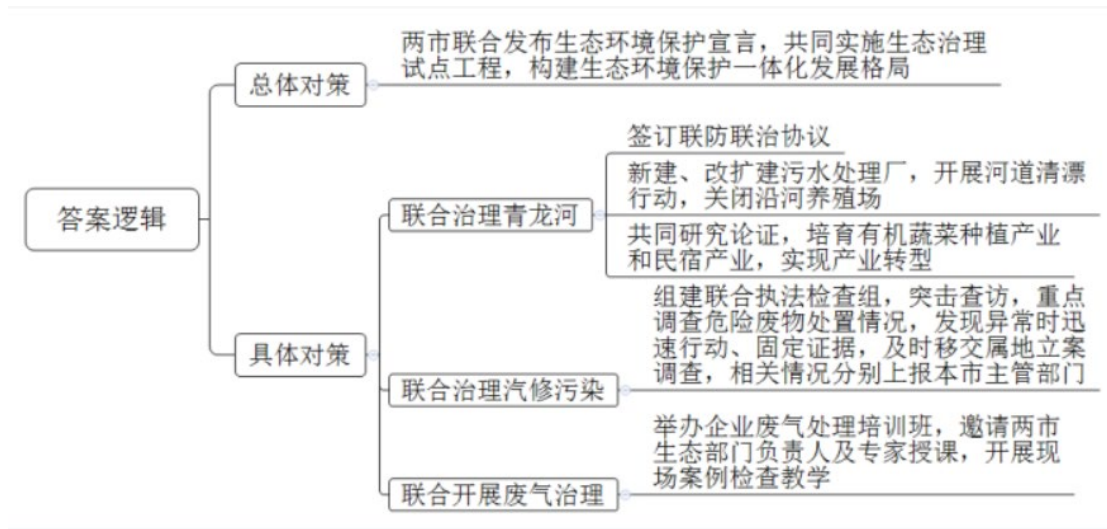 答案逻辑
总体对策
两市联合发布生态环境保护宣言，共同实施生态治理
试点工程，构建生态环境保护一体化发展格局
具体对策
联合治理青龙河
签订联防联治协议
新建、改扩建污水处理厂，开展河道清漂
行动，关闭沿河养殖场
共同研究论证，培育有机蔬菜种植产业
和民宿产业，实现产业转型
联合治理汽修污染
组建联合执法检查组，突击查访，重点
调查危险废物处置情况，发现异常时迅
速行动、固定证据，及时移交属地立案
调查，相关情况分别上报本市主管部门
联合开展废气治理
举办企业废气处理培训班，邀请两市
生态部门负责人及专家授课，开展现
场案例检查教学